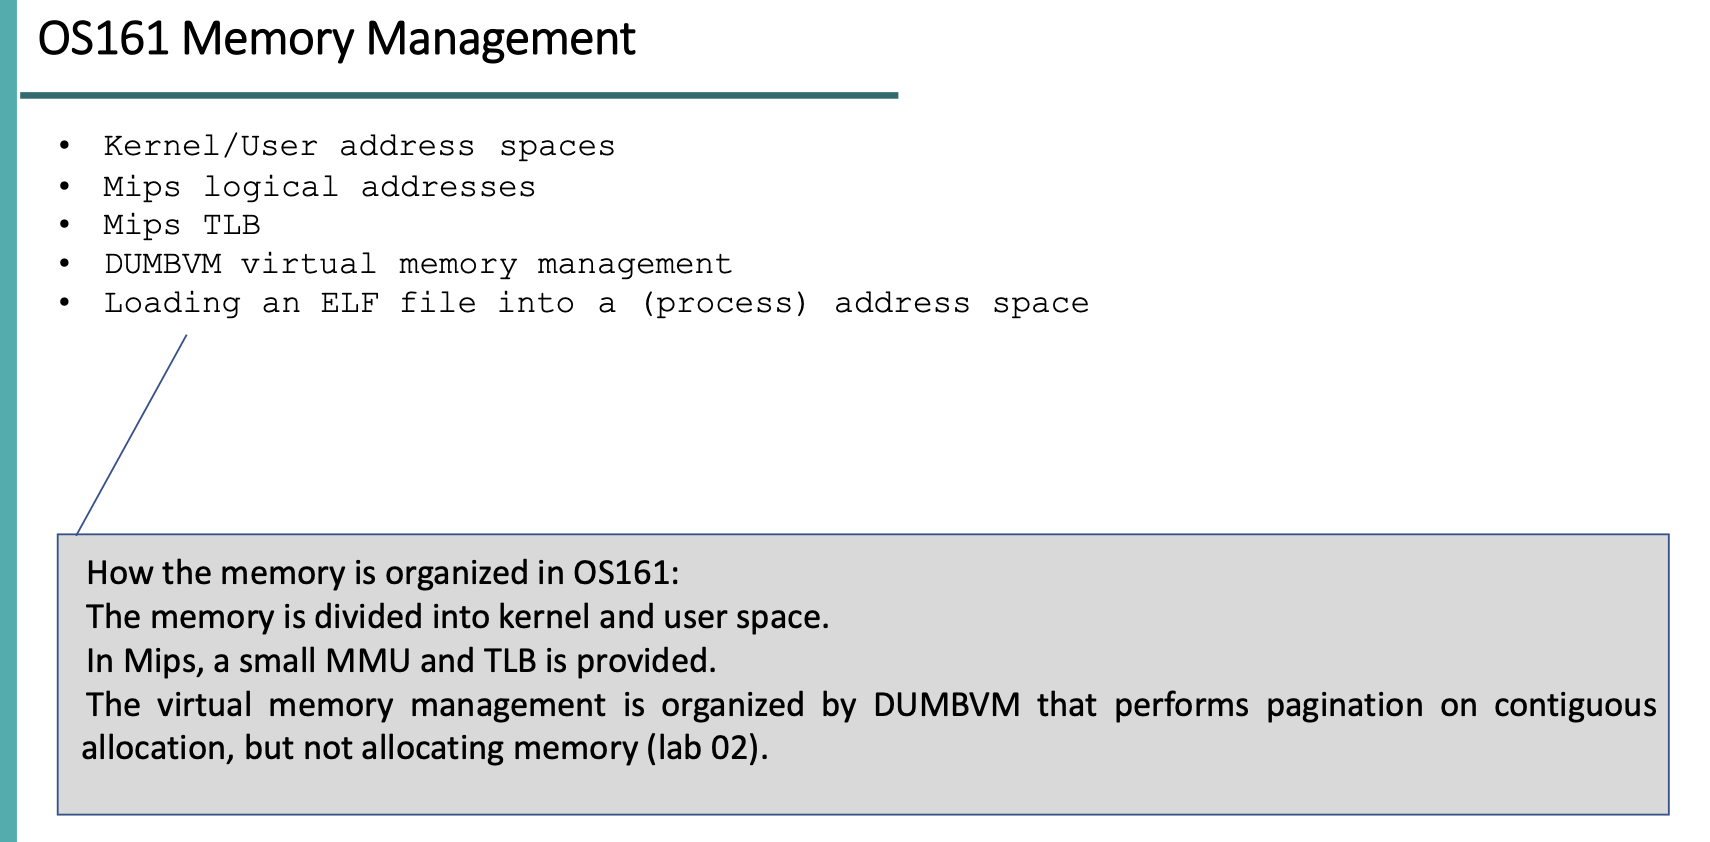 OS161 Memory Management
• Kernel/User address spaces
• Mips logical addresses
• Mips TLB
• DUMBVM virtual memory management
• Loading an ELF file into a (process) address space
How the memory is organized in OS161:
The memory is divided into kernel and user space.
In Mips, a small MMU and TLB is provided.
The virtual memory management is organized by DUMBVM that performs pagination on contiguous
allocation, but not allocating memory (lab 02).